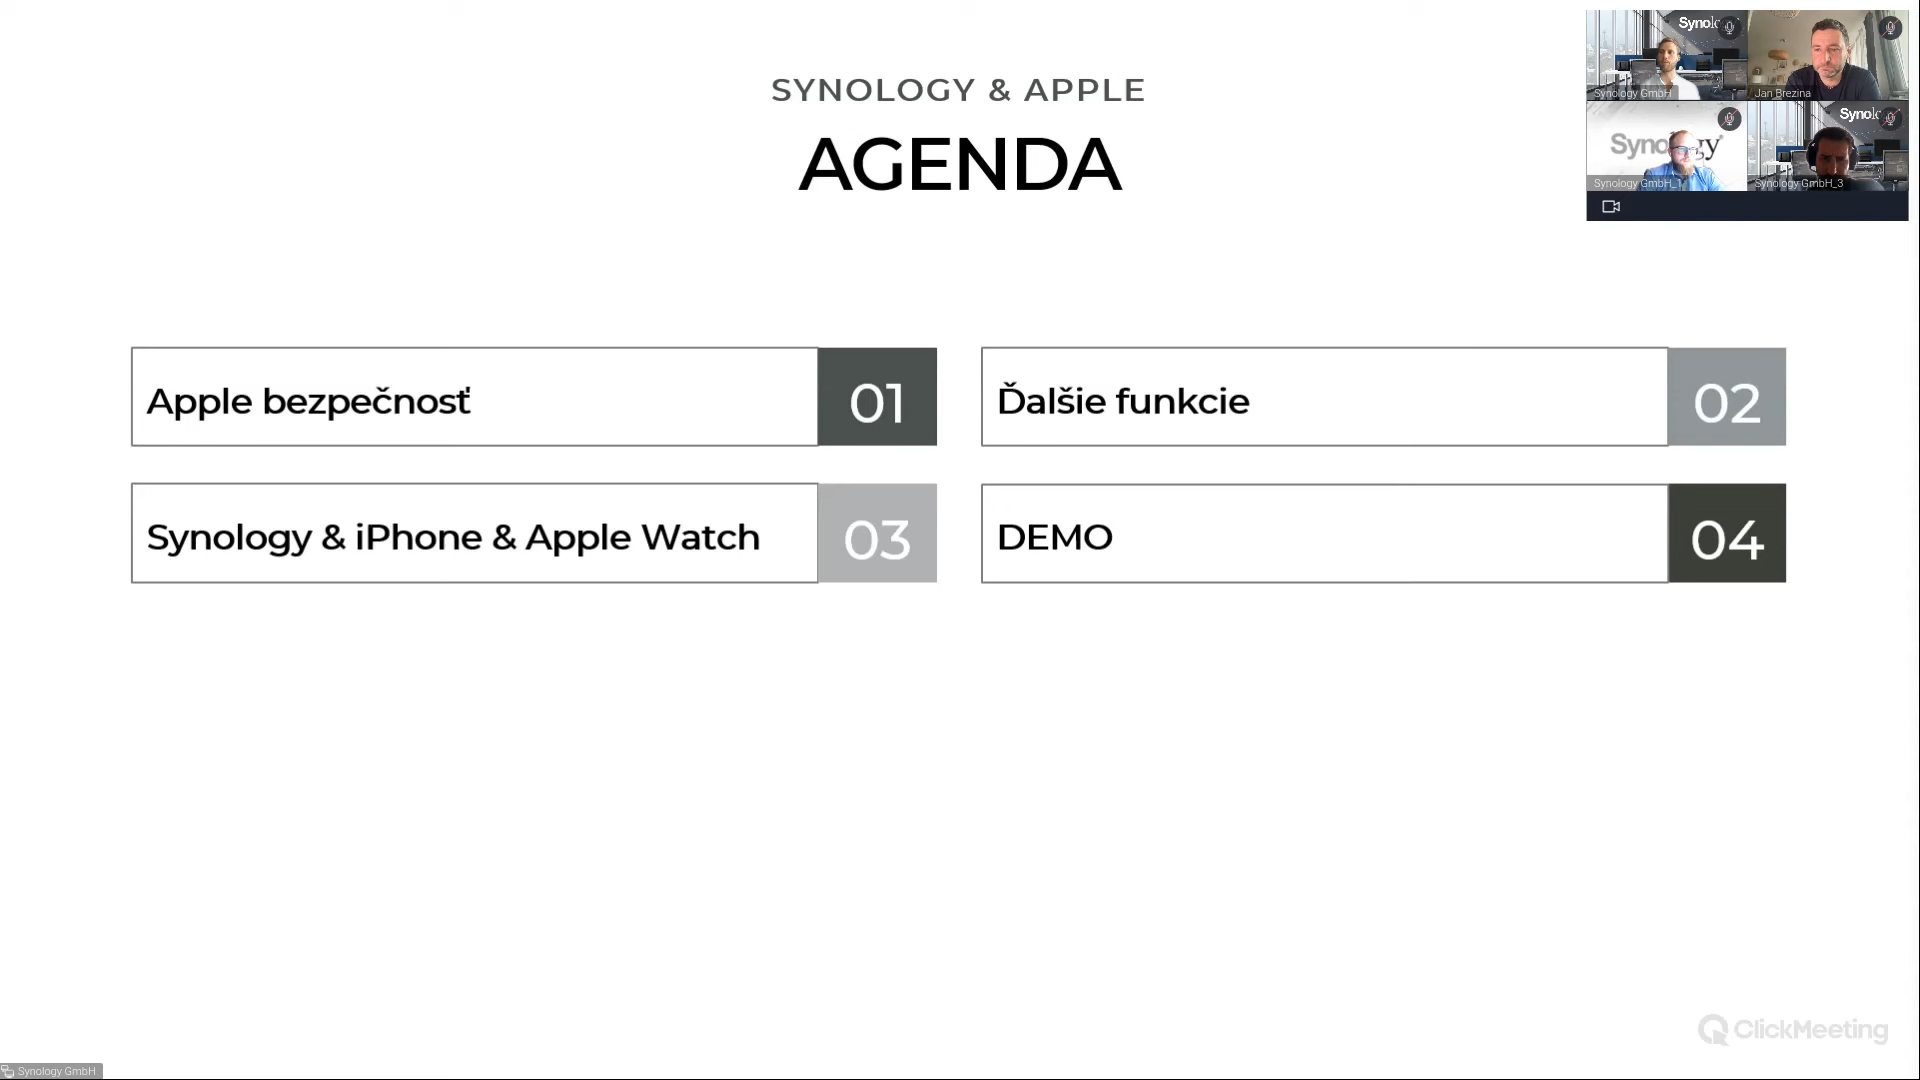 SYNOLOGY & APPLE
AGENDA
Apple bezpečnosť
01
Ďalšie funkcie
02
Synology & iPhone & Apple Watch
03
DEMO
04
Synology GmbH
Jan Brezina
Synology GmbH_1
Synology GmbH_3
ClickMeeting
Synology GmbH